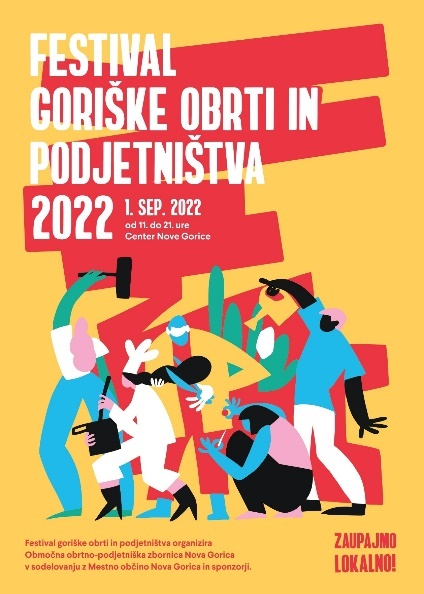 FESTIVAL
GORIŠKE OBRTI IN
PODJETNIŠTVA
2022
1. SEP. 2022
od 11. do 21. ure
Center Nove Gorice
Festival goriške obrti in podjetništva organizira
Območna obrtno-podjetniška zbornica Nova Gorica
v sodelovanju z Mestno občino Nova Gorica in sponzorji.
ZAUPAJMO
LOKALNO!